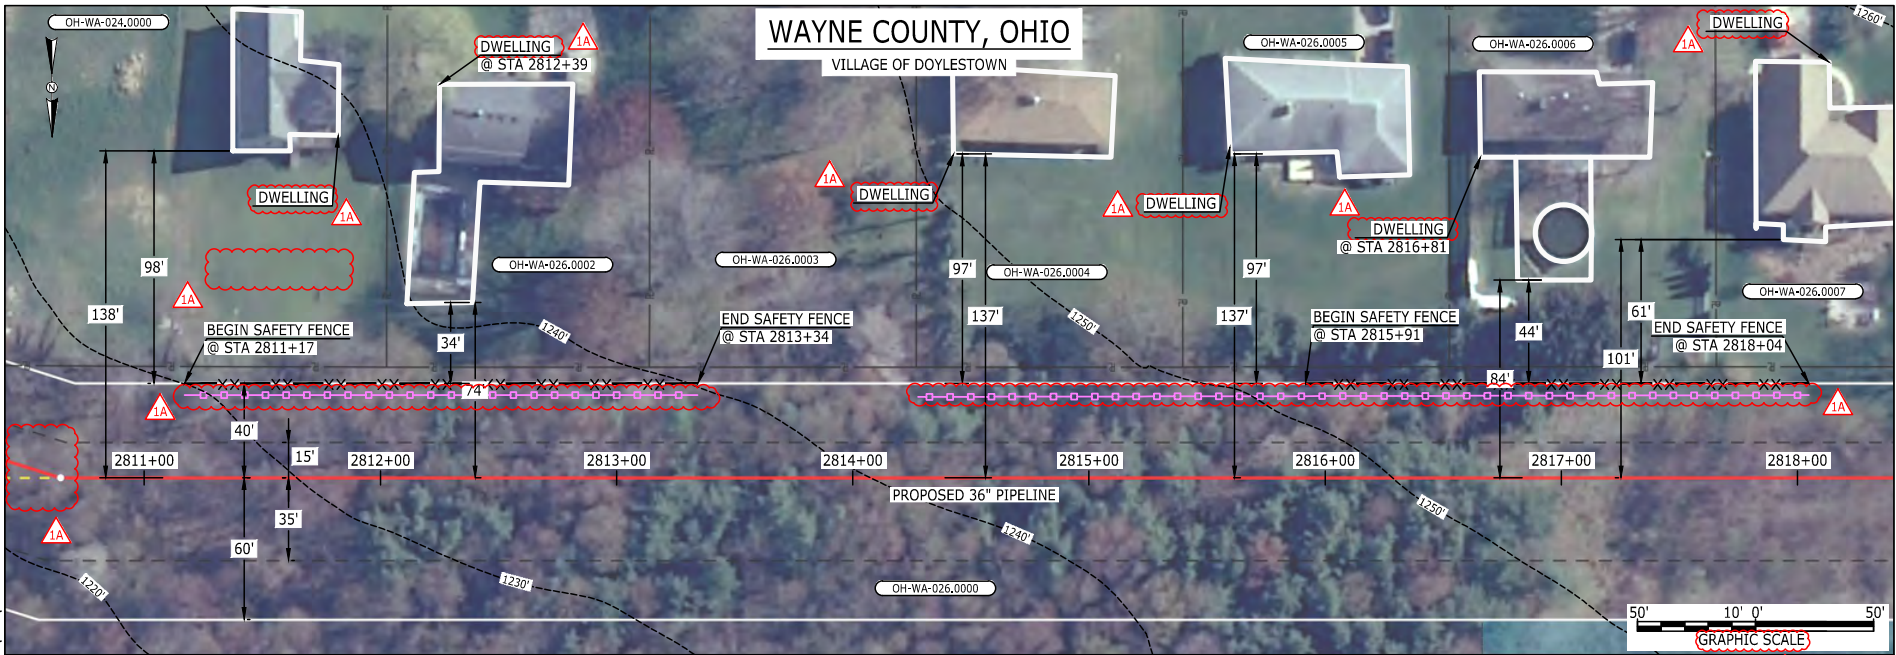 OH-WA-024.0000
WAYNE COUNTY, OHIO
VILLAGE OF DOYLESTOWN
DWELLING
@ STA 2812+39
1A
OH-WA-026.0005
OH-WA-026.0006
1A
DWELLING
1260'
N
DWELLING
1A
1A
DWELLING
1A
DWELLING
1A
DWELLING
@ STA 2816+81
98'
138'
1A
OH-WA-026.0002
OH-WA-026.0003
97'
OH-WA-026.0004
97'
OH-WA-026.0007
BEGIN SAFETY FENCE
@ STA 2811+17
34'
1240'
END SAFETY FENCE
@ STA 2813+34
137'
1250'
137'
BEGIN SAFETY FENCE
@ STA 2815+91
44'
61'
101'
END SAFETY FENCE
@ STA 2818+04
74'
84'
1A
1A
40'
15'
2811+00
2812+00
2813+00
2814+00
2815+00
2816+00
2817+00
2818+00
PROPOSED 36" PIPELINE
1A
35'
60'
1240'
1250'
1220'
1230'
OH-WA-026.0000
50'
10'
0'
50'
GRAPHIC SCALE